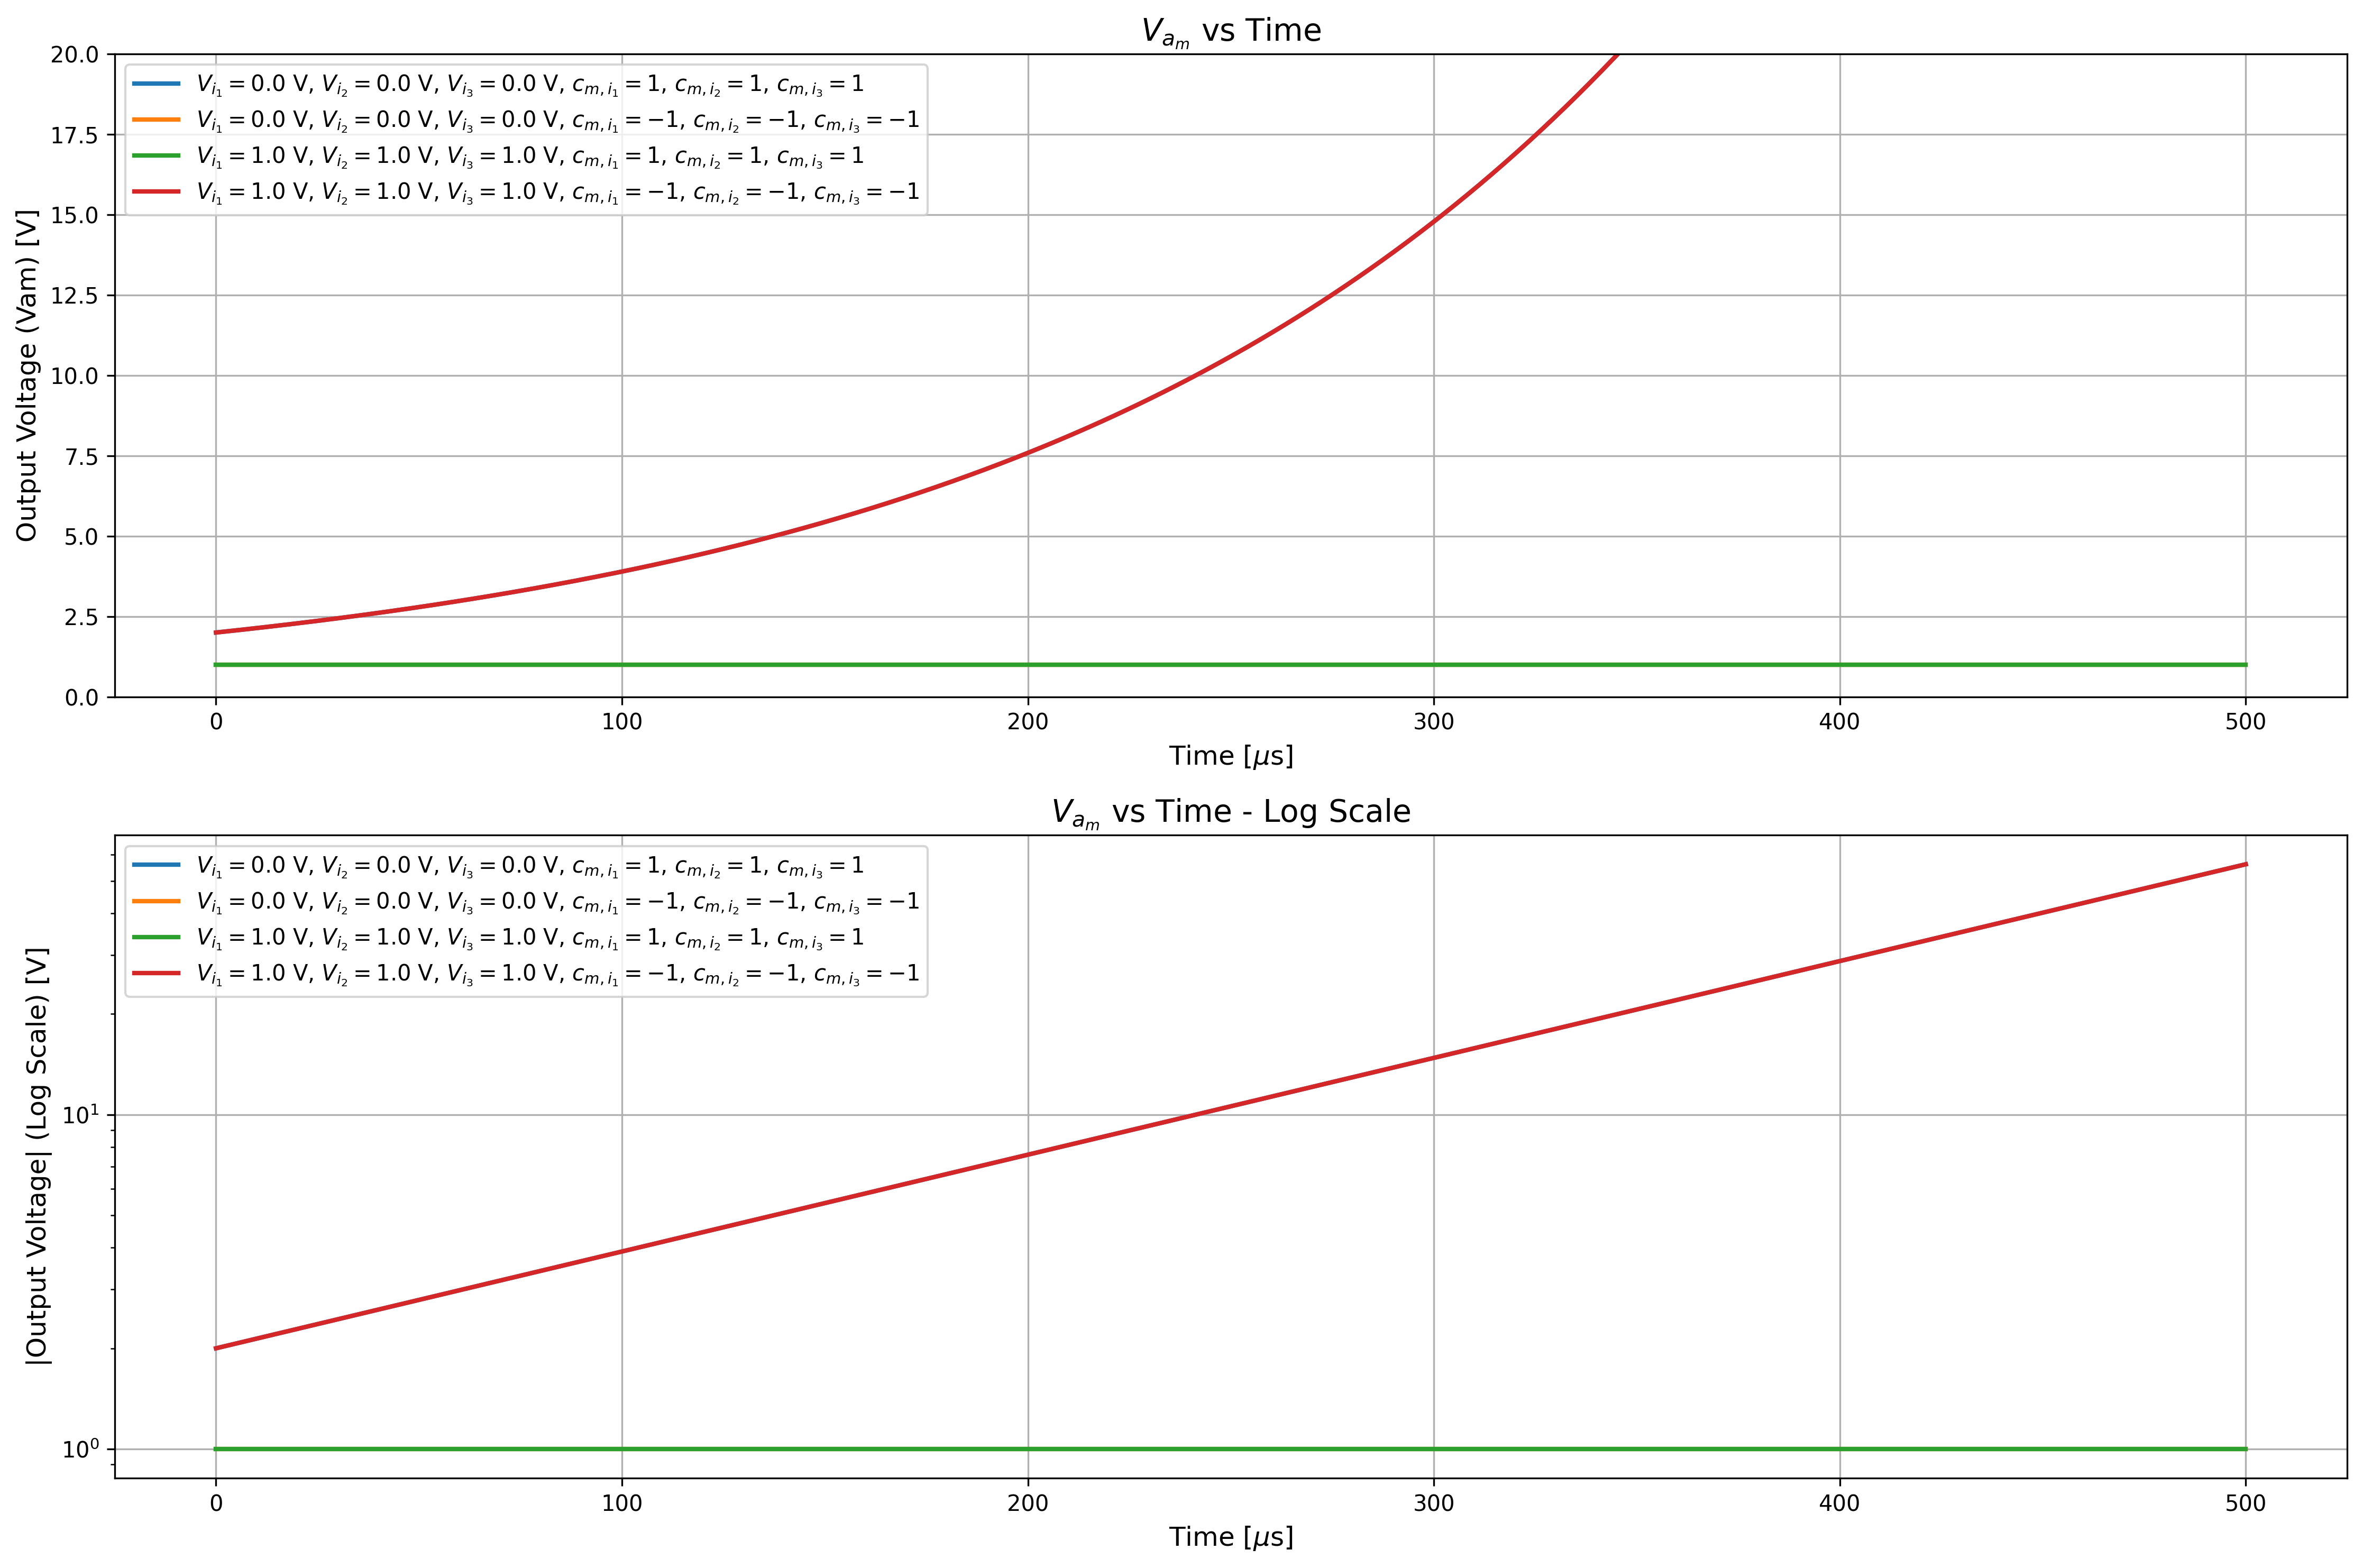 $V_{a_m}$ vs Time
20.0
17.5
15.0
12.5
10.0
7.5
5.0
2.5
0.0
Output Voltage (Vam) [V]
$V_{i_1} = 0.0$ V, $V_{i_2} = 0.0$ V, $V_{i_3} = 0.0$ V, $c_{m,i_1} = 1$, $c_{m,i_2} = 1$, $c_{m,i_3} = 1$
$V_{i_1} = 0.0$ V, $V_{i_2} = 0.0$ V, $V_{i_3} = 0.0$ V, $c_{m,i_1} = -1$, $c_{m,i_2} = -1$, $c_{m,i_3} = -1$
$V_{i_1} = 1.0$ V, $V_{i_2} = 1.0$ V, $V_{i_3} = 1.0$ V, $c_{m,i_1} = 1$, $c_{m,i_2} = 1$, $c_{m,i_3} = 1$
$V_{i_1} = 1.0$ V, $V_{i_2} = 1.0$ V, $V_{i_3} = 1.0$ V, $c_{m,i_1} = -1$, $c_{m,i_2} = -1$, $c_{m,i_3} = -1$
0 100 200 300 400 500
Time [$\mu$s]
$V_{a_m}$ vs Time - Log Scale
|Output Voltage| (Log Scale) [V]
$V_{i_1} = 0.0$ V, $V_{i_2} = 0.0$ V, $V_{i_3} = 0.0$ V, $c_{m,i_1} = 1$, $c_{m,i_2} = 1$, $c_{m,i_3} = 1$
$V_{i_1} = 0.0$ V, $V_{i_2} = 0.0$ V, $V_{i_3} = 0.0$ V, $c_{m,i_1} = -1$, $c_{m,i_2} = -1$, $c_{m,i_3} = -1$
$V_{i_1} = 1.0$ V, $V_{i_2} = 1.0$ V, $V_{i_3} = 1.0$ V, $c_{m,i_1} = 1$, $c_{m,i_2} = 1$, $c_{m,i_3} = 1$
$V_{i_1} = 1.0$ V, $V_{i_2} = 1.0$ V, $V_{i_3} = 1.0$ V, $c_{m,i_1} = -1$, $c_{m,i_2} = -1$, $c_{m,i_3} = -1$
$10^1$
$10^0$
0 100 200 300 400 500
Time [$\mu$s]